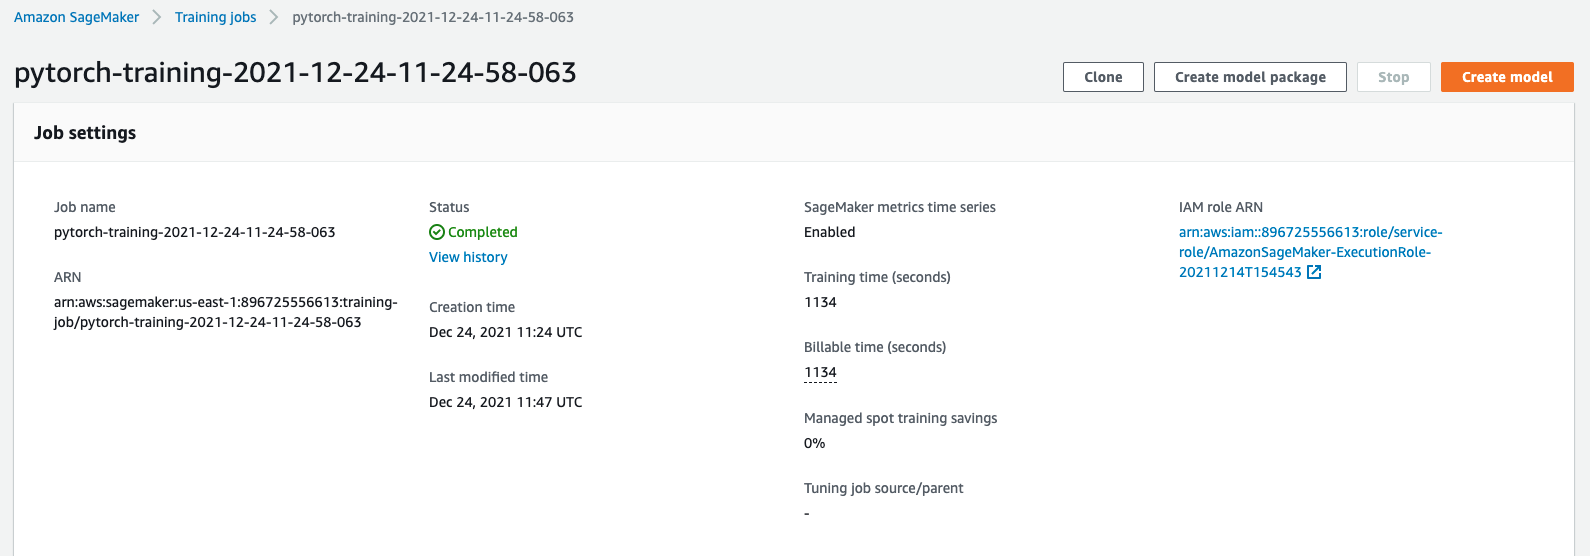 Amazon SageMaker > Training jobs > pytorch-training-2021-12-24-11-24-58-063
pytorch-training-2021-12-24-11-24-58-063
Clone
Create model package
Stop
Create model
Job settings
Job name
pytorch-training-2021-12-24-11-24-58-063
ARN
arn:aws:sagemaker:us-east-1:896725556613:training-
job/pytorch-training-2021-12-24-11-24-58-063
Status
Completed
View history
Creation time
Dec 24, 2021 11:24 UTC
Last modified time
Dec 24, 2021 11:47 UTC
SageMaker metrics time series
Enabled
Training time (seconds)
1134
Billable time (seconds)
1134
Managed spot training savings
0%
Tuning job source/parent
-
IAM role ARN
arn:aws:iam::896725556613:role/service-
role/AmazonSageMaker-ExecutionRole-
20211214T154543